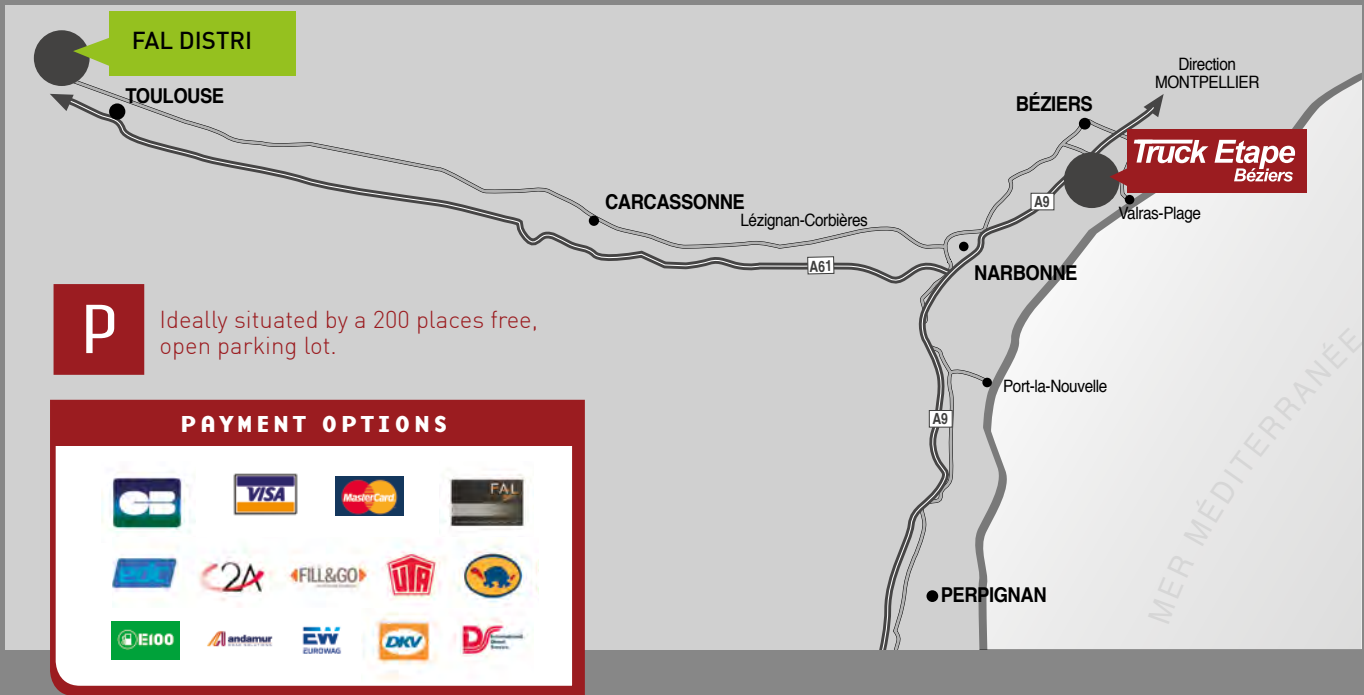 FAL DISTRI
TOULOUSE
Direction
MONTPELLIER
BÉZIERS
Truck Etape
Béziers
CARCASSONNE
Lézignan-Corbières
A9
Valras-Plage
A61
NARBONNE
P
Ideally situated by a 200 places free,
open parking lot.
Port-la-Nouvelle
A9
MER MÉDITERRANÉE
PERPIGNAN
PAYMENT OPTIONS
CB
VISA
MasterCard
FAL
C2A
FILL&GO
UTA
E100
andamur
EW
EUROWAG
DKV
DS